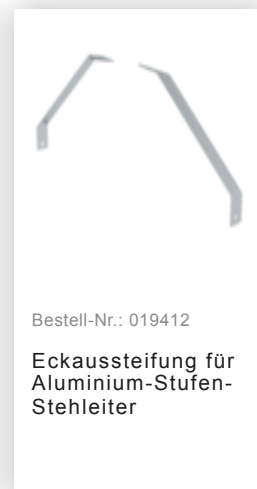 Bestell-Nr.: 019412
Eckaussteifung für
Aluminium-Stufen-
Stehleiter